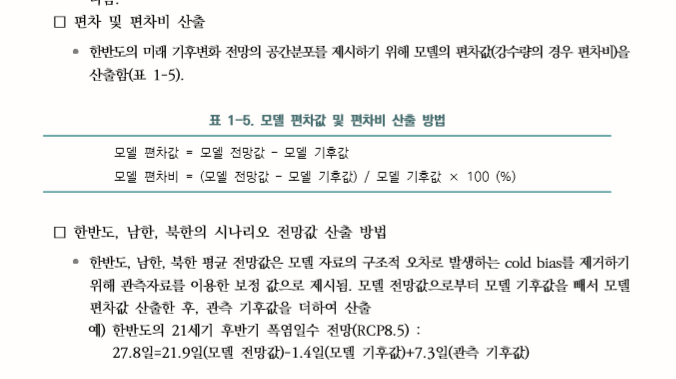 □ 편차 및 편차비 산출
• 한반도의 미래 기후변화 전망의 공간분포를 제시하기 위해 모델의 편차값(강수량의 경우 편차비)을
산출함(표 1-5).
표 1-5. 모델 편차값 및 편차비 산출 방법
모델 편차값 = 모델 전망값 - 모델 기후값
모델 편차비 = (모델 전망값 - 모델 기후값) / 모델 기후값 × 100 (%)
□ 한반도, 남한, 북한의 시나리오 전망값 산출 방법
• 한반도, 남한, 북한 평균 전망값은 모델 자료의 구조적 오차로 발생하는 cold bias를 제거하기
위해 관측자료를 이용한 보정 값으로 제시됨. 모델 전망값으로부터 모델 기후값을 빼서 모델
편차값 산출한 후, 관측 기후값을 더하여 산출
예) 한반도의 21세기 후반기 폭염일수 전망(RCP8.5) :
27.8일=21.9일(모델 전망값)-1.4일(모델 기후값)+7.3일(관측 기후값)